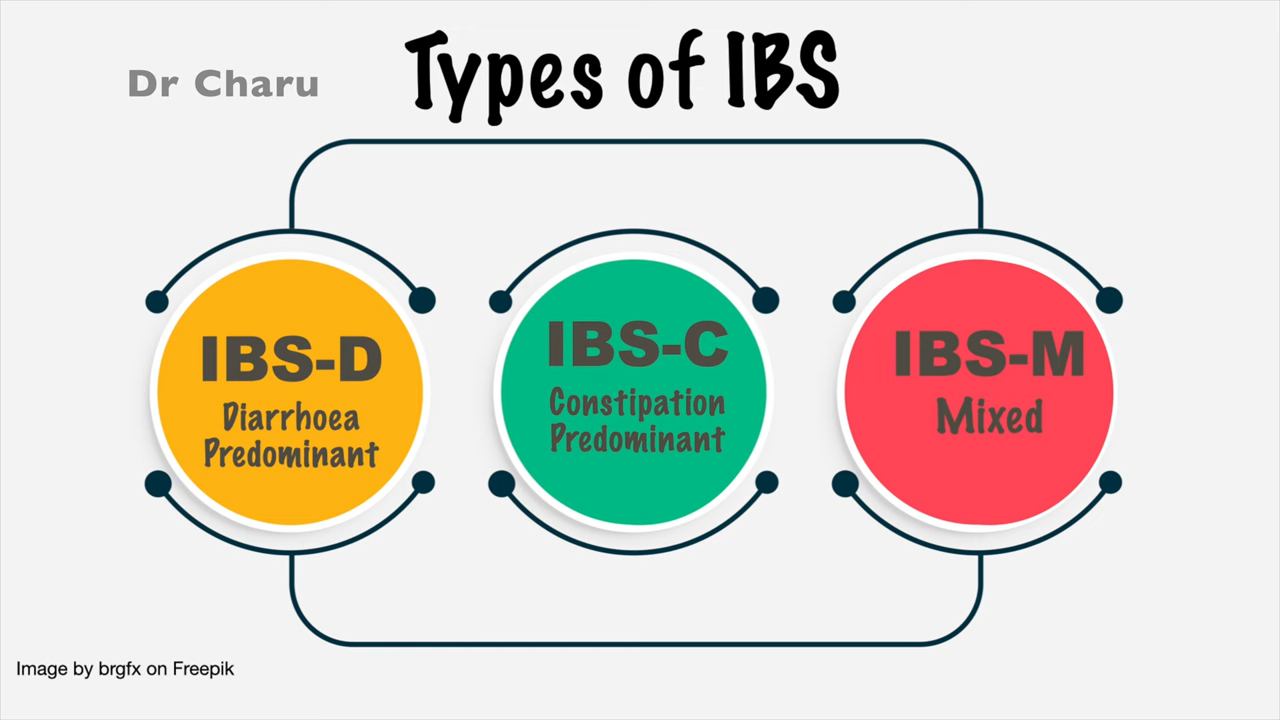 Types of IBS
Dr Charu
IBS-D
Diarrhoea
Predominant
IBS-C
Constipation
Predominant
IBS-M
Mixed
Image by brgfx on Freepik